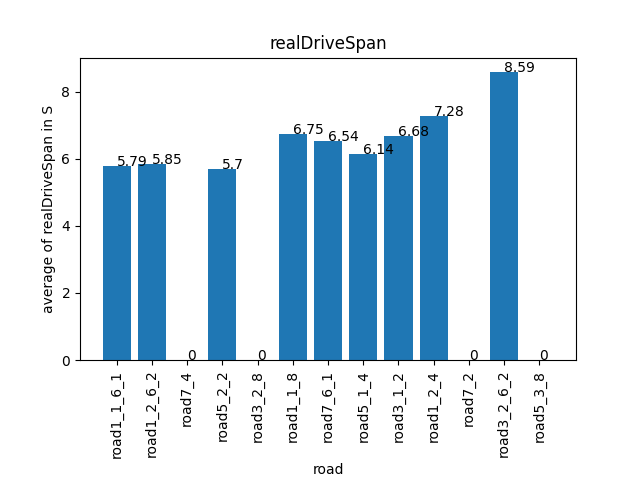 realDriveSpan
average of realDriveSpan in S
8
6
4
2
0
5.79
5.85
0
5.7
0
6.75
6.54
6.14
6.68
7.28
0
8.59
0
road1_1_6_1
road1_2_6_2
road7_4
road5_2_2
road3_2_8
road1_1_8
road7_6_1
road5_1_4
road3_1_2
road1_2_4
road7_2
road3_2_6_2
road5_3_8
road